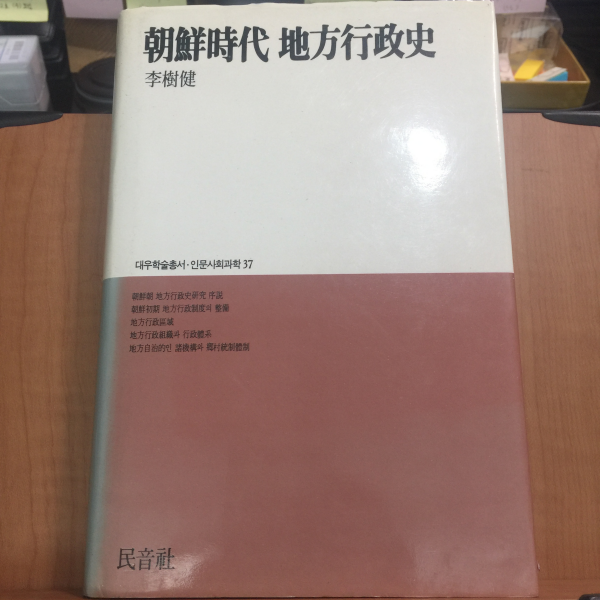 朝鮮時代 地方行政史
李樹健
대우학술총서·인문사회과학 37
朝鮮朝 地方行政史硏究 序說
朝鮮初期 地方行政制度의 整備
地方行政區域
地方行政組織과 行政體系
地方自治的인 諸機構와 鄕村統制體制
民音社